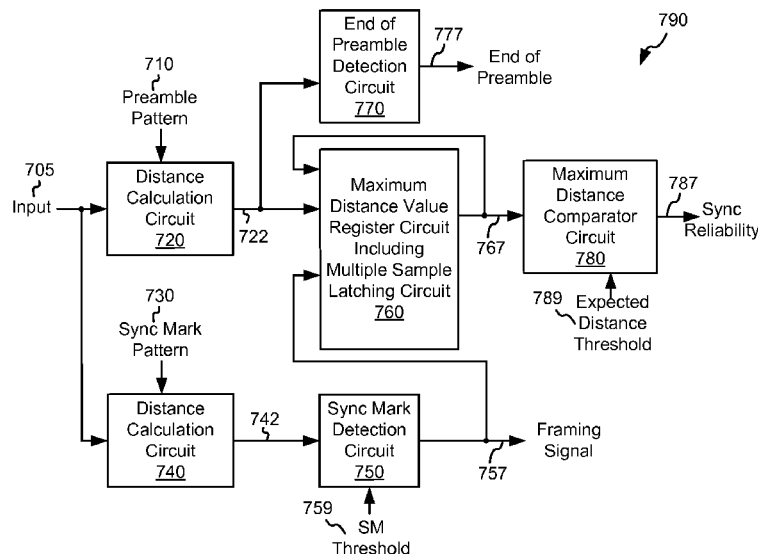 790
End of
Preamble
Detection
Circuit
770
777
End of
Preamble
710
Preamble
Pattern
705
Input
Distance
Calculation
Circuit
720
722
Maximum
Distance Value
Register Circuit
Including
Multiple Sample
Latching Circuit
760
767
Maximum
Distance
Comparator
Circuit
780
787
Sync
Reliability
789
Expected
Distance
Threshold
730
Sync Mark
Pattern
Distance
Calculation
Circuit
740
742
Sync Mark
Detection
Circuit
750
757
Framing
Signal
759
SM
Threshold